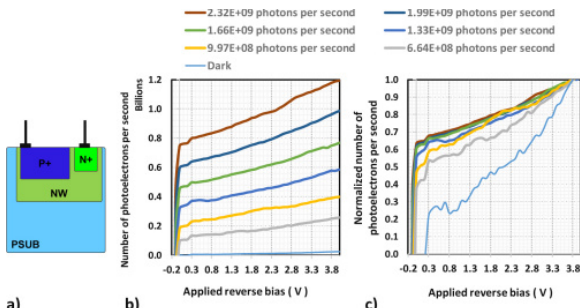 2.32E+09 photons per second
1.99E+09 photons per second
1.66E+09 photons per second
1.33E+09 photons per second
9.97E+08 photons per second
6.64E+08 photons per second
Dark
P+
N+
NW
PSUB
a)
Number of photoelectrons per second
Billions
1.2
1.0
0.8
0.6
0.4
0.2
0.0
-0.2 0.3 0.8 1.3 1.8 2.3 2.8 3.3 3.8
Applied reverse bias ( V )
b)
Normalized number of
photoelectrons per second
1.0
0.9
0.8
0.7
0.6
0.5
0.4
0.3
0.2
0.1
0.0
-0.2 0.3 0.8 1.3 1.8 2.3 2.8 3.3 3.8
Applied reverse bias ( V )
c)